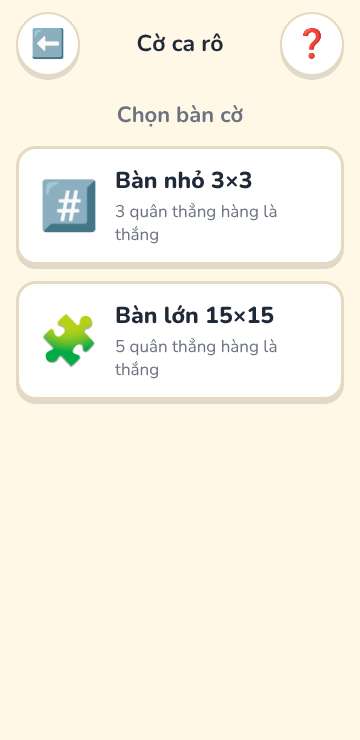 Cờ ca rô
Chọn bàn cờ
Bàn nhỏ 3×3
3 quân thẳng hàng là
thắng
Bàn lớn 15×15
5 quân thẳng hàng là
thắng